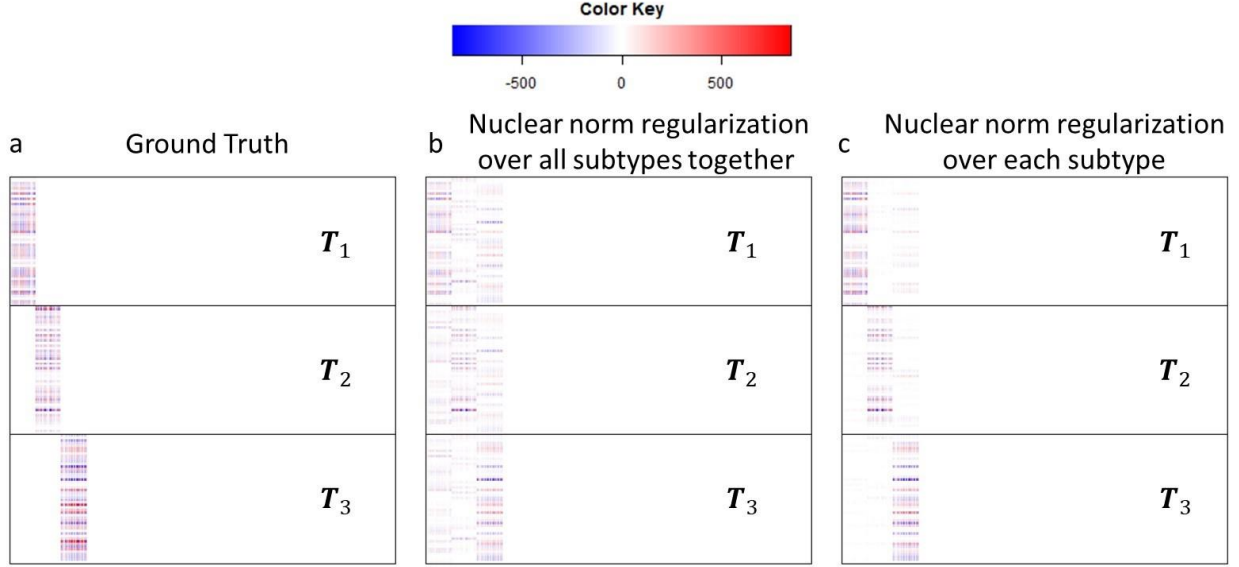 Color Key
-500 0 500
a Ground Truth
b Nuclear norm regularization
over all subtypes together
c Nuclear norm regularization
over each subtype
T₁ T₁ T₁
T₂ T₂ T₂
T₃ T₃ T₃